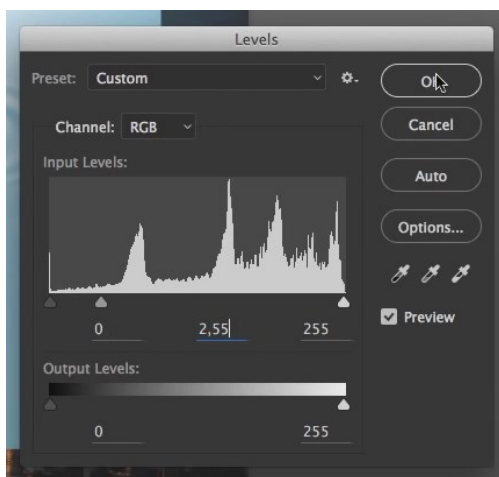 Levels
Preset: Custom
OK
Channel: RGB
Cancel
Input Levels:
Auto
Options...
0 2,55 255
Preview
Output Levels:
0 255